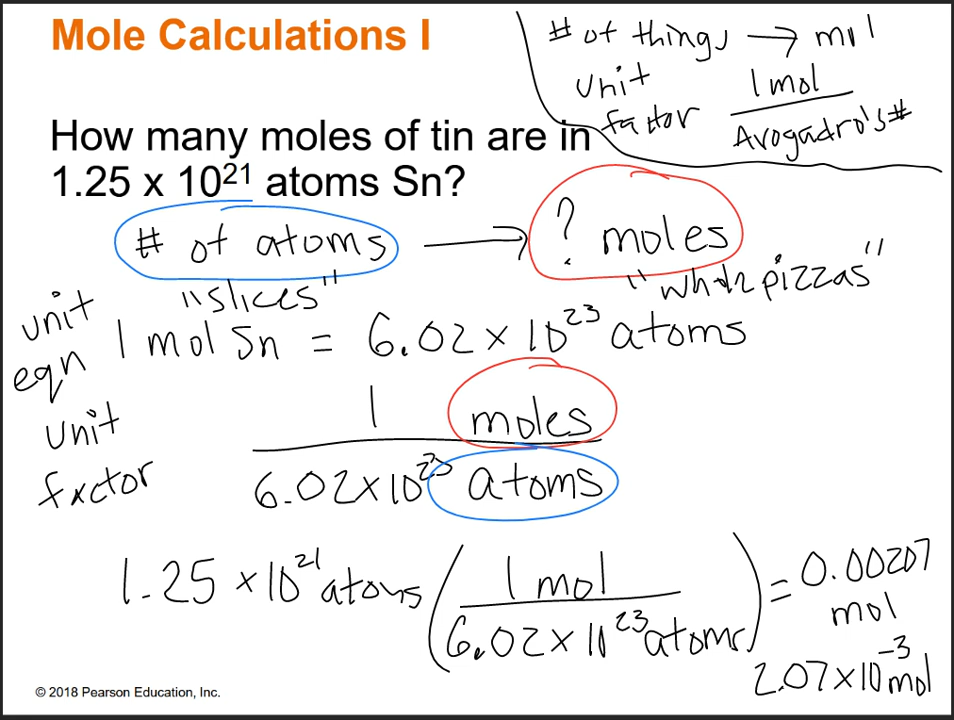 Mole Calculations I
# of things → mol
unit factor 1 mol / Avogadro's #
How many moles of tin are in
1.25 x 10²¹ atoms Sn?
# of atoms → ? moles
"slices" "whole pizzas"
unit eqn 1 mol Sn = 6.02 × 10²³ atoms
unit factor 1 moles / 6.02 × 10²³ atoms
1.25 × 10²¹ atoms ( 1 mol / 6.02 × 10²³ atoms ) = 0.00207 mol
2.07 × 10⁻³ mol
© 2018 Pearson Education, Inc.